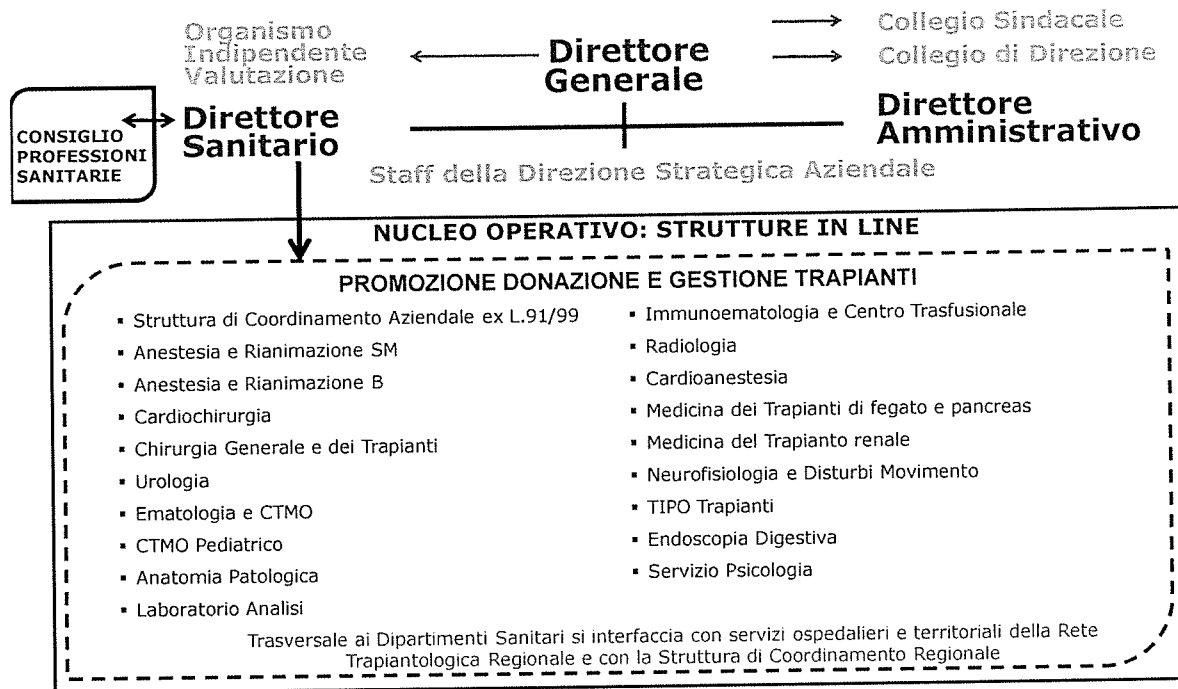 Organismo
Indipendente
Valutazione
Direttore
Generale
Collegio Sindacale
Collegio di Direzione
CONSIGLIO
PROFESSIONI
SANITARIE
Direttore
Sanitario
Direttore
Amministrativo
Staff della Direzione Strategica Aziendale
NUCLEO OPERATIVO: STRUTTURE IN LINE
PROMOZIONE DONAZIONE E GESTIONE TRAPIANTI
▪ Struttura di Coordinamento Aziendale ex L.91/99
▪ Anestesia e Rianimazione SM
▪ Anestesia e Rianimazione B
▪ Cardiochirurgia
▪ Chirurgia Generale e dei Trapianti
▪ Urologia
▪ Ematologia e CTMO
▪ CTMO Pediatrico
▪ Anatomia Patologica
▪ Laboratorio Analisi
▪ Immunoematologia e Centro Trasfusionale
▪ Radiologia
▪ Cardioanestesia
▪ Medicina dei Trapianti di fegato e pancreas
▪ Medicina del Trapianto renale
▪ Neurofisiologia e Disturbi Movimento
▪ TIPO Trapianti
▪ Endoscopia Digestiva
▪ Servizio Psicologia
Trasversale ai Dipartimenti Sanitari si interfaccia con servizi ospedalieri e territoriali della Rete
Trapiantologica Regionale e con la Struttura di Coordinamento Regionale